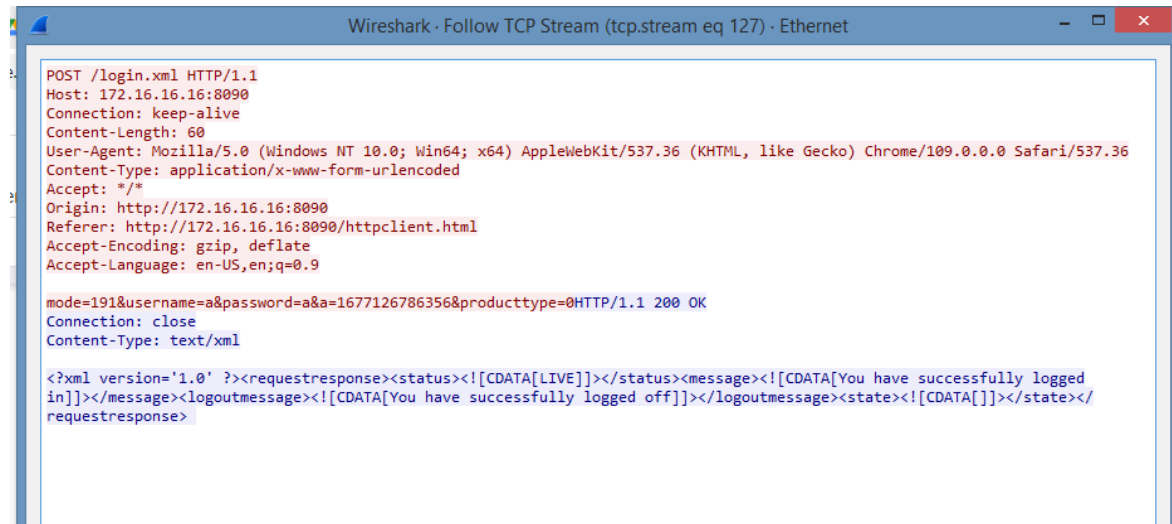 Wireshark · Follow TCP Stream (tcp.stream eq 127) · Ethernet
POST /login.xml HTTP/1.1
Host: 172.16.16.16:8090
Connection: keep-alive
Content-Length: 60
User-Agent: Mozilla/5.0 (Windows NT 10.0; Win64; x64) AppleWebKit/537.36 (KHTML, like Gecko) Chrome/109.0.0.0 Safari/537.36
Content-Type: application/x-www-form-urlencoded
Accept: */*
Origin: http://172.16.16.16:8090
Referer: http://172.16.16.16:8090/httpclient.html
Accept-Encoding: gzip, deflate
Accept-Language: en-US,en;q=0.9
mode=191&username=a&password=a&a=1677126786356&producttype=0HTTP/1.1 200 OK
Connection: close
Content-Type: text/xml
<?xml version='1.0' ?><requestresponse><status><![CDATA[LIVE]]></status><message><![CDATA[You have successfully logged
in]]></message><logoutmessage><![CDATA[You have successfully logged off]]></logoutmessage><state><![CDATA[]]></state></
requestresponse>